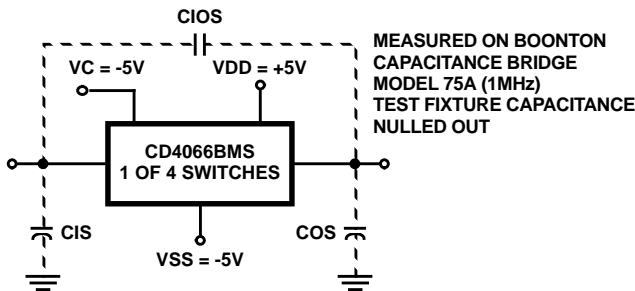 CIOS
MEASURED ON BOONTON
CAPACITANCE BRIDGE
MODEL 75A (1MHz)
TEST FIXTURE CAPACITANCE
NULLED OUT
VC = -5V
VDD = +5V
CD4066BMS
1 OF 4 SWITCHES
CIS
COS
VSS = -5V